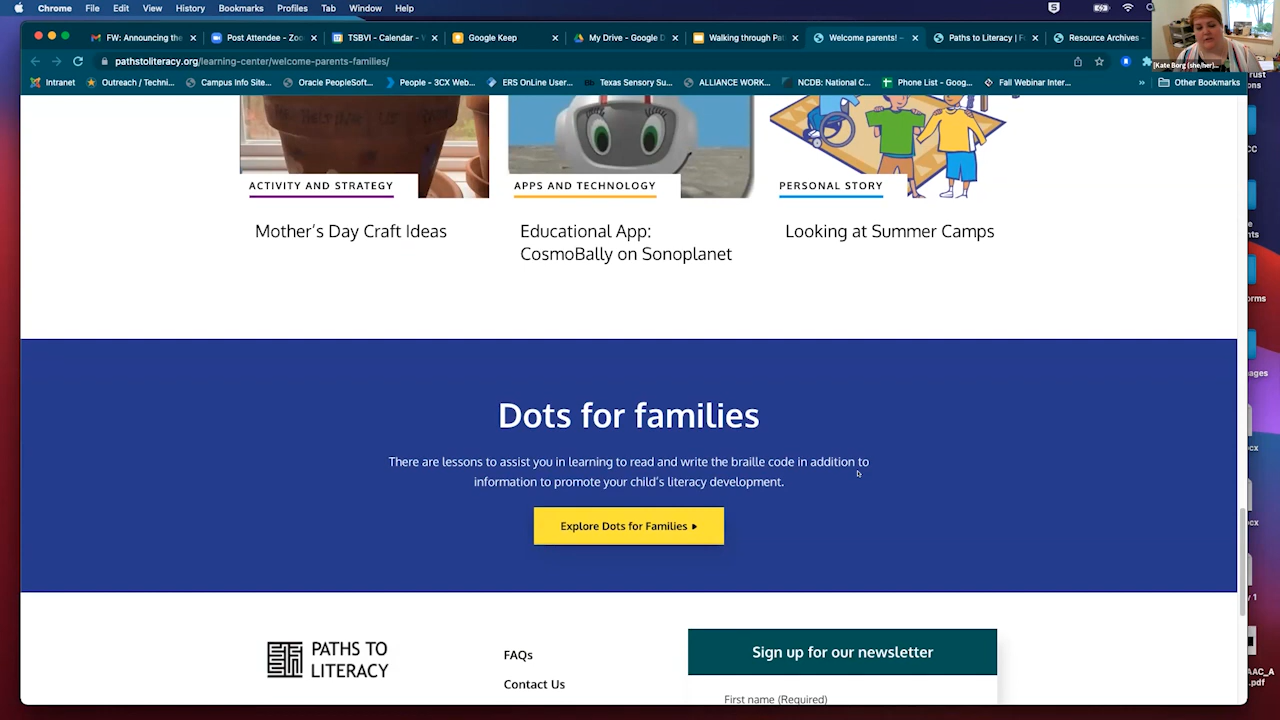 Chrome File Edit View History Bookmarks Profiles Tab Window Help
FW: Announcing the
Post Attendee - Zoo
TSBVI - Calendar - W
Google Keep
My Drive - Google D
Walking through Pat
Welcome parents! –
Paths to Literacy | F
Resource Archives -
pathstoliteracy.org/learning-center/welcome-parents-families/
Intranet
Outreach / Techni...
Campus Info Site...
Oracle PeopleSoft...
People - 3CX Web...
ERS OnLine User...
Texas Sensory Su...
ALLIANCE WORK...
NCDB: National C...
Phone List - Goog...
Fall Webinar Inter...
»
Other Bookmarks
(Kate Borg (she/her)...
ACTIVITY AND STRATEGY
Mother's Day Craft Ideas
APPS AND TECHNOLOGY
Educational App:
CosmoBally on Sonoplanet
PERSONAL STORY
Looking at Summer Camps
Dots for families
There are lessons to assist you in learning to read and write the braille code in addition to
information to promote your child's literacy development.
Explore Dots for Families
PATHS TO
LITERACY
FAQs
Contact Us
Sign up for our newsletter
First name (Required)